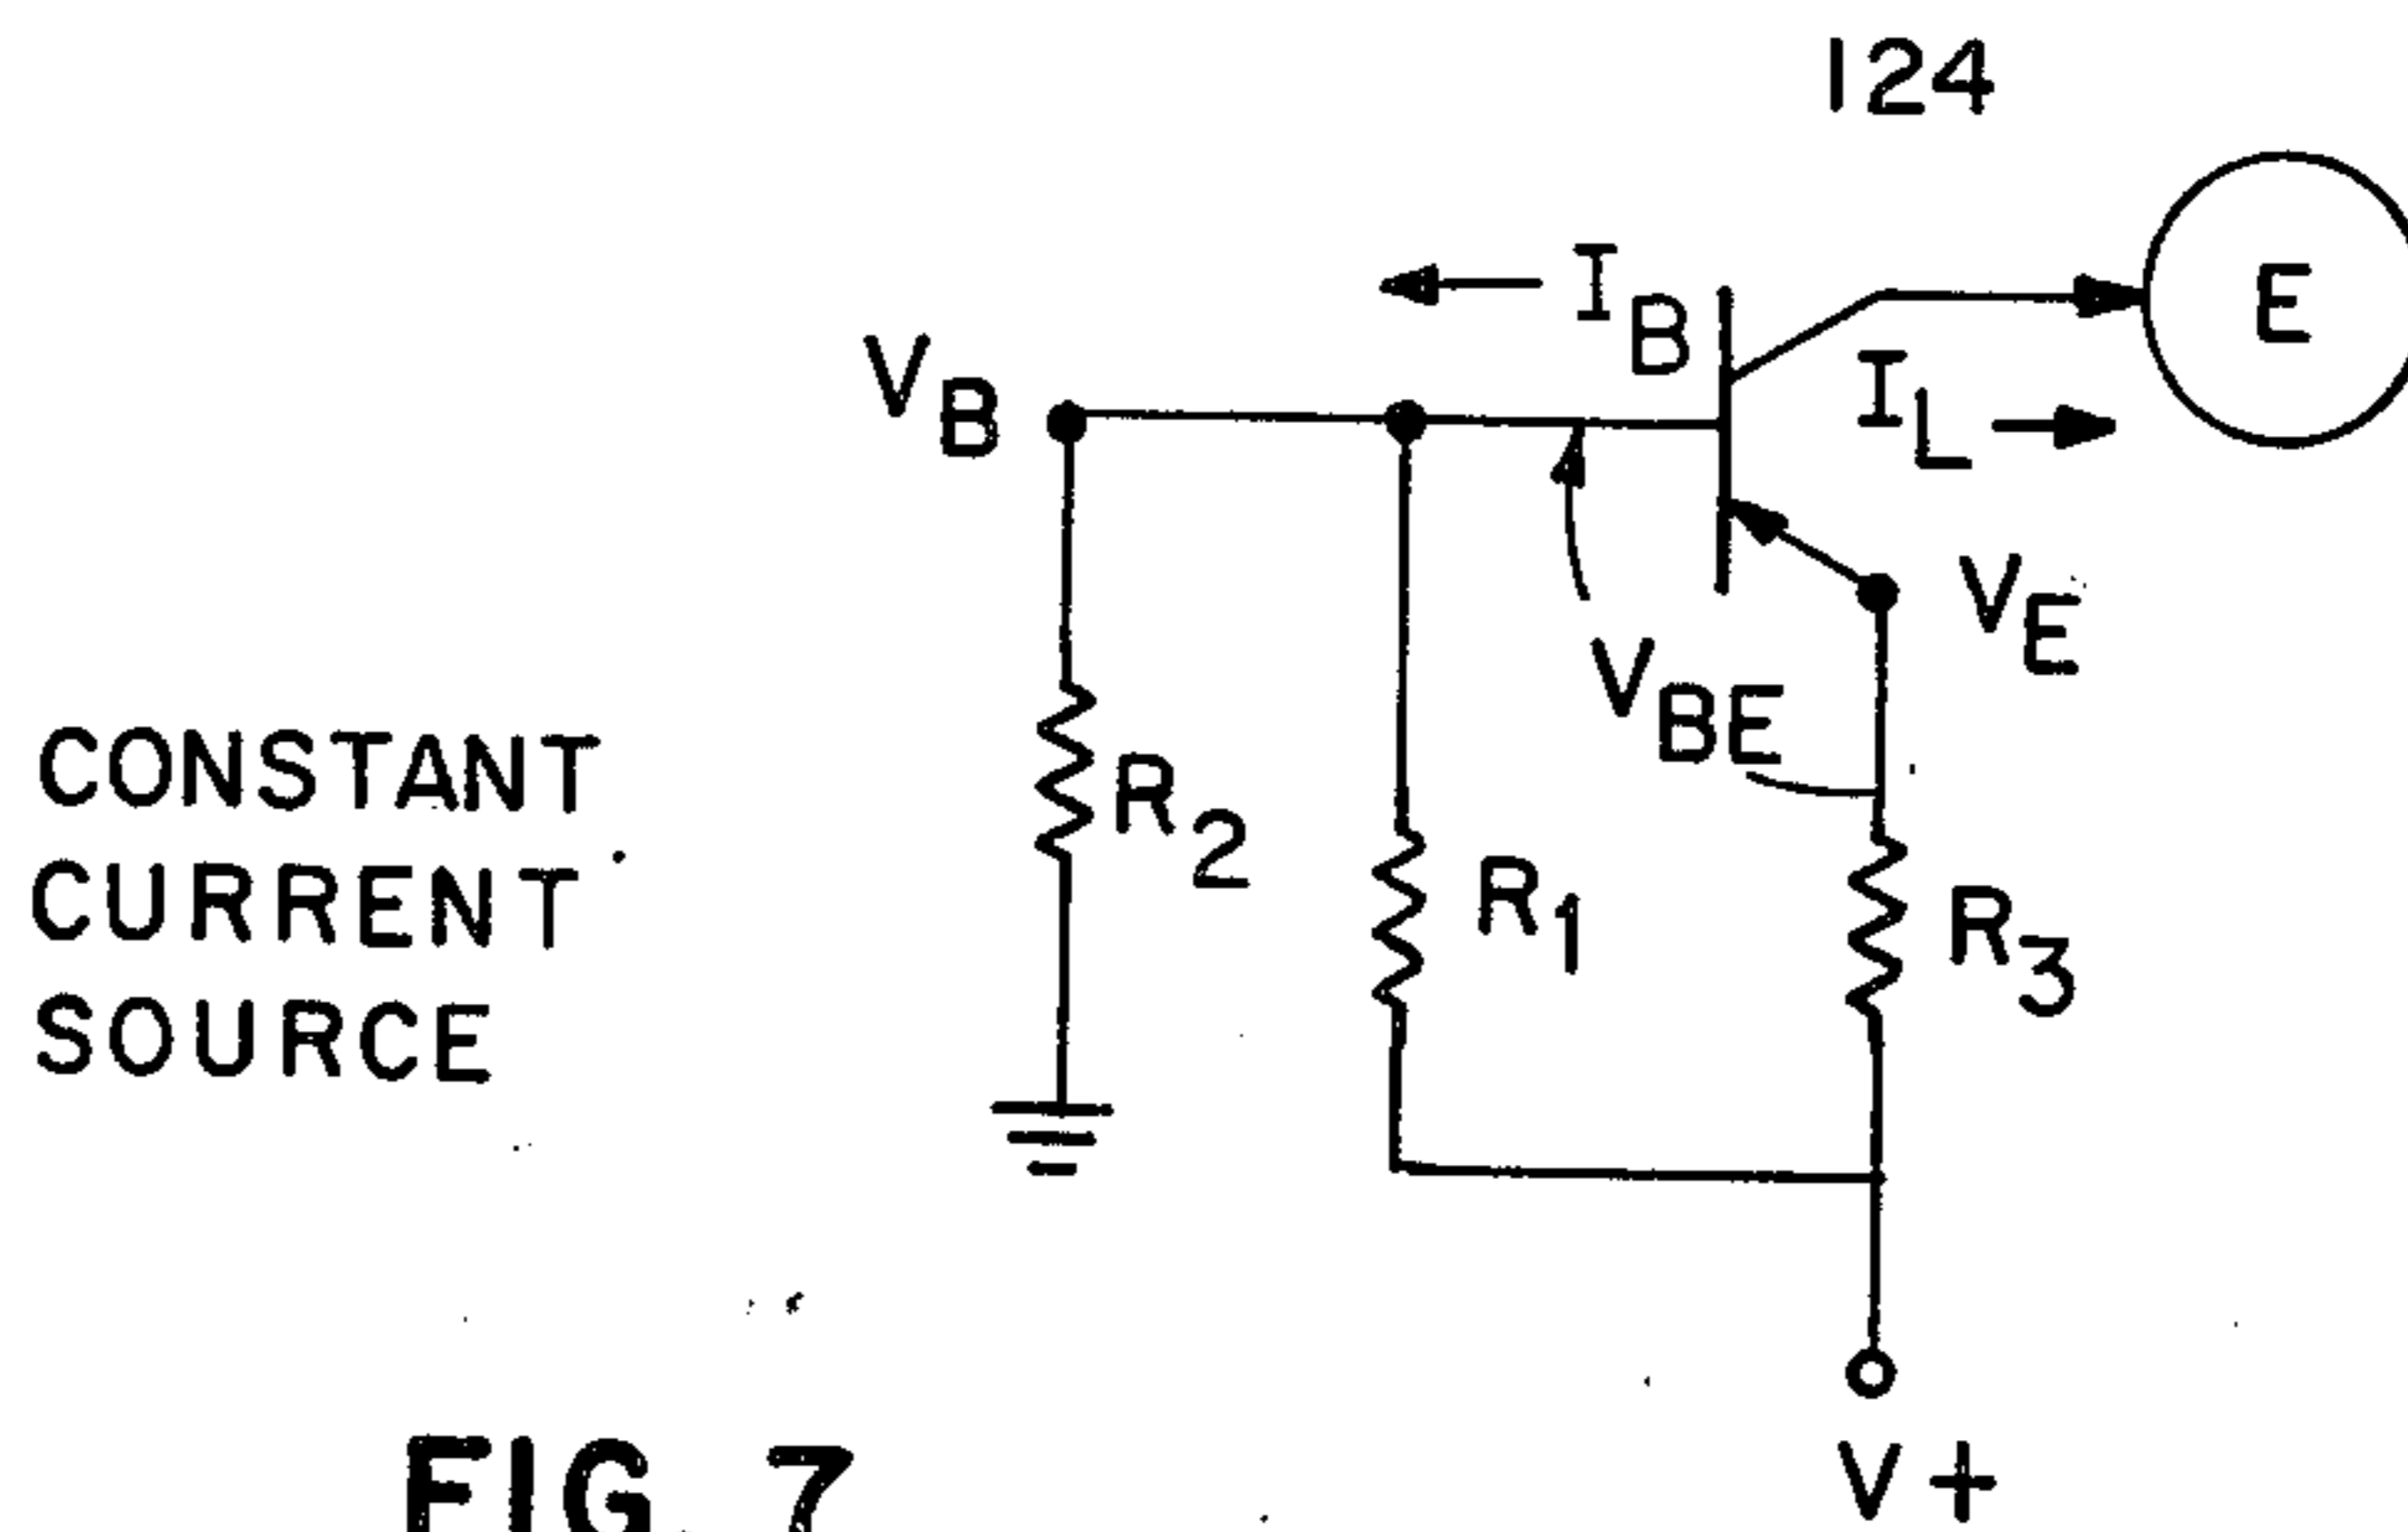 124
I_B
E
V_B
I_L
V_E
V_BE
CONSTANT
CURRENT
SOURCE
R_2
R_1
R_3
V+
FIG. 7